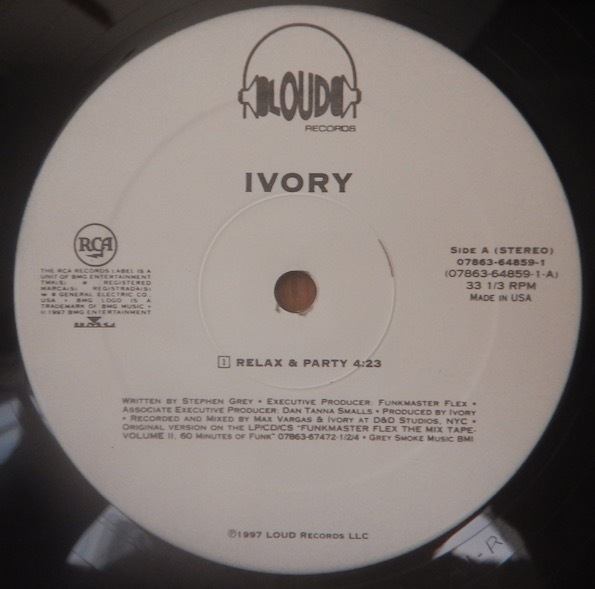 LOUD
RECORDS
IVORY
RCA
THE RCA RECORDS LABEL IS A
UNIT OF BMG ENTERTAINMENT
TMK(S) ® REGISTERED
MARCA(S) REGISTRADA(S)
® GENERAL ELECTRIC CO.,
USA • BMG LOGO IS A
TRADEMARK OF BMG MUSIC •
© 1997 BMG ENTERTAINMENT
SIDE A (STEREO)
07863-64859-1
(07863-64859-1-A)
33 1/3 RPM
MADE IN USA
1 RELAX & PARTY 4:23
WRITTEN BY STEPHEN GREY • EXECUTIVE PRODUCER: FUNKMASTER FLEX •
ASSOCIATE EXECUTIVE PRODUCER: DAN TANNA SMALLS • PRODUCED BY IVORY
• RECORDED AND MIXED BY MAX VARGAS & IVORY AT D&D STUDIOS, NYC •
ORIGINAL VERSION ON THE LP/CD/CS "FUNKMASTER FLEX THE MIX TAPE-
VOLUME II, 60 MINUTES OF FUNK" 07863-67472-1/2/4 • GREY SMOKE MUSIC BMI
℗1997 LOUD RECORDS LLC